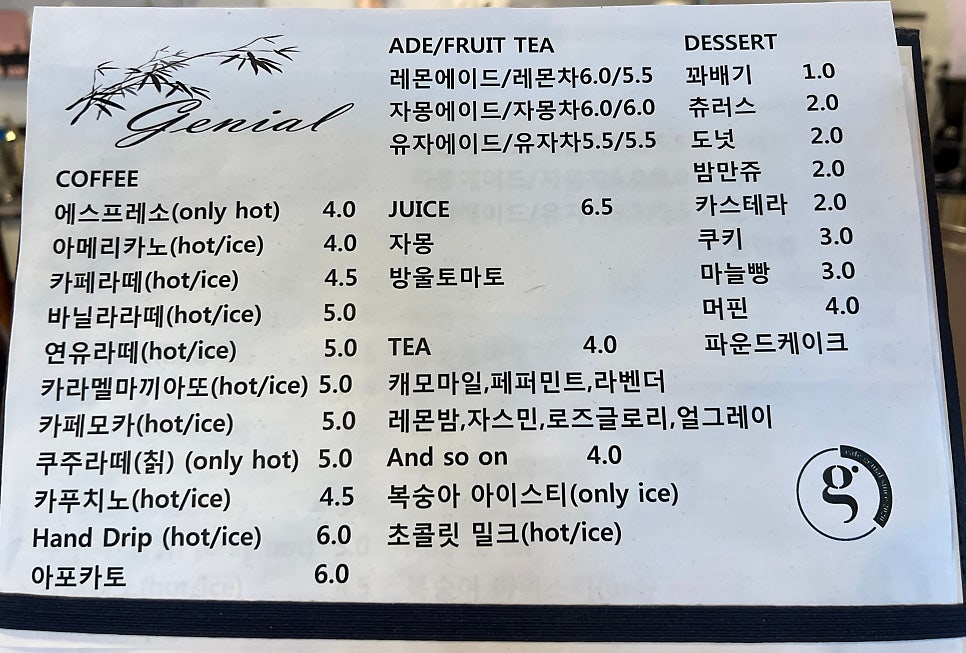 Genial
COFFEE
에스프레소(only hot) 4.0
아메리카노(hot/ice) 4.0
카페라떼(hot/ice) 4.5
바닐라라떼(hot/ice) 5.0
연유라떼(hot/ice) 5.0
카라멜마끼아또(hot/ice) 5.0
카페모카(hot/ice) 5.0
쿠주라떼(칡) (only hot) 5.0
카푸치노(hot/ice) 4.5
Hand Drip (hot/ice) 6.0
아포카토 6.0
ADE/FRUIT TEA
레몬에이드/레몬차6.0/5.5
자몽에이드/자몽차6.0/6.0
유자에이드/유자차5.5/5.5
JUICE 6.5
자몽
방울토마토
TEA 4.0
캐모마일,페퍼민트,라벤더
레몬밤,자스민,로즈글로리,얼그레이
And so on 4.0
복숭아 아이스티(only ice)
초콜릿 밀크(hot/ice)
DESSERT
꽈배기 1.0
츄러스 2.0
도넛 2.0
밤만쥬 2.0
카스테라 2.0
쿠키 3.0
마늘빵 3.0
머핀 4.0
파운드케이크
g